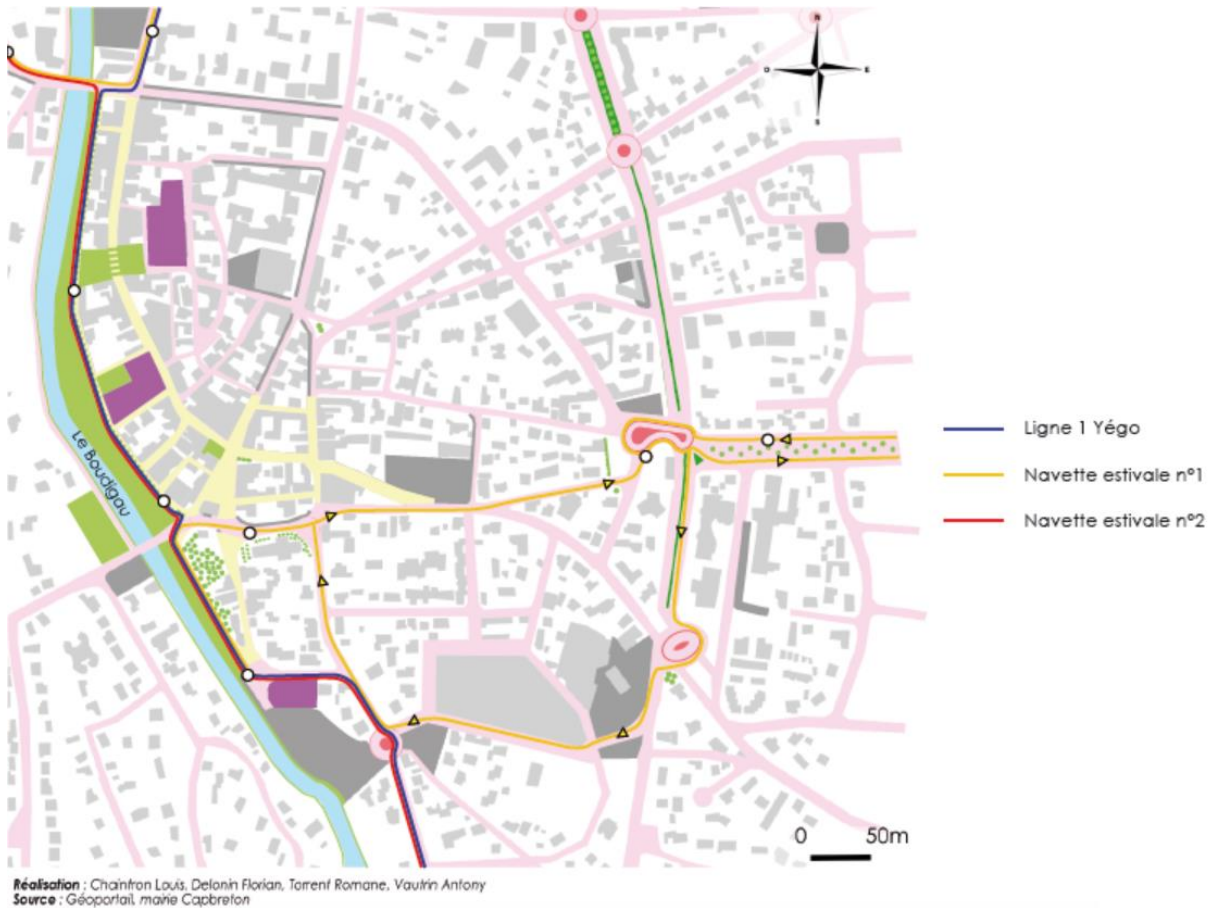 N
O
E
S
Le Boudigau
Ligne 1 Yégo
Navette estivale n°1
Navette estivale n°2
0 50m
Réalisation : Chaintron Louis, Delonin Florian, Torrent Romane, Vautrin Antony
Source : Géoportail, mairie Capbreton